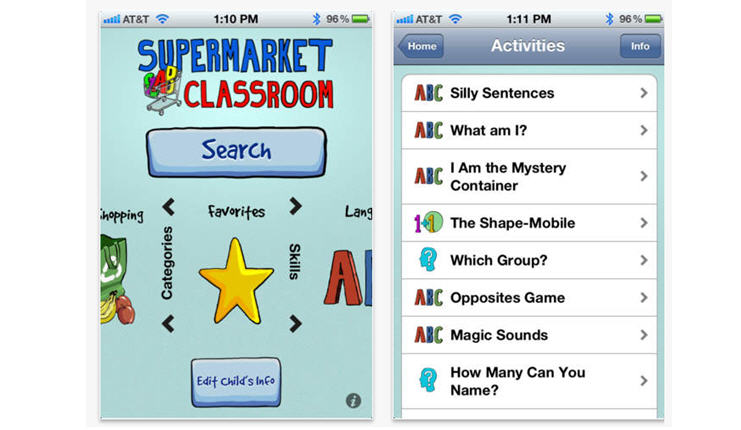 AT&T 1:10 PM 96%
SUPERMARKET
CLASSROOM
Search
hopping Favorites Lang
Categories
Skills
AB
Edit Child's Info
i
AT&T 1:11 PM 96%
Home Activities Info
ABC Silly Sentences
ABC What am I?
ABC I Am the Mystery
Container
1+1 The Shape-Mobile
? Which Group?
ABC Opposites Game
ABC Magic Sounds
? How Many Can You
Name?